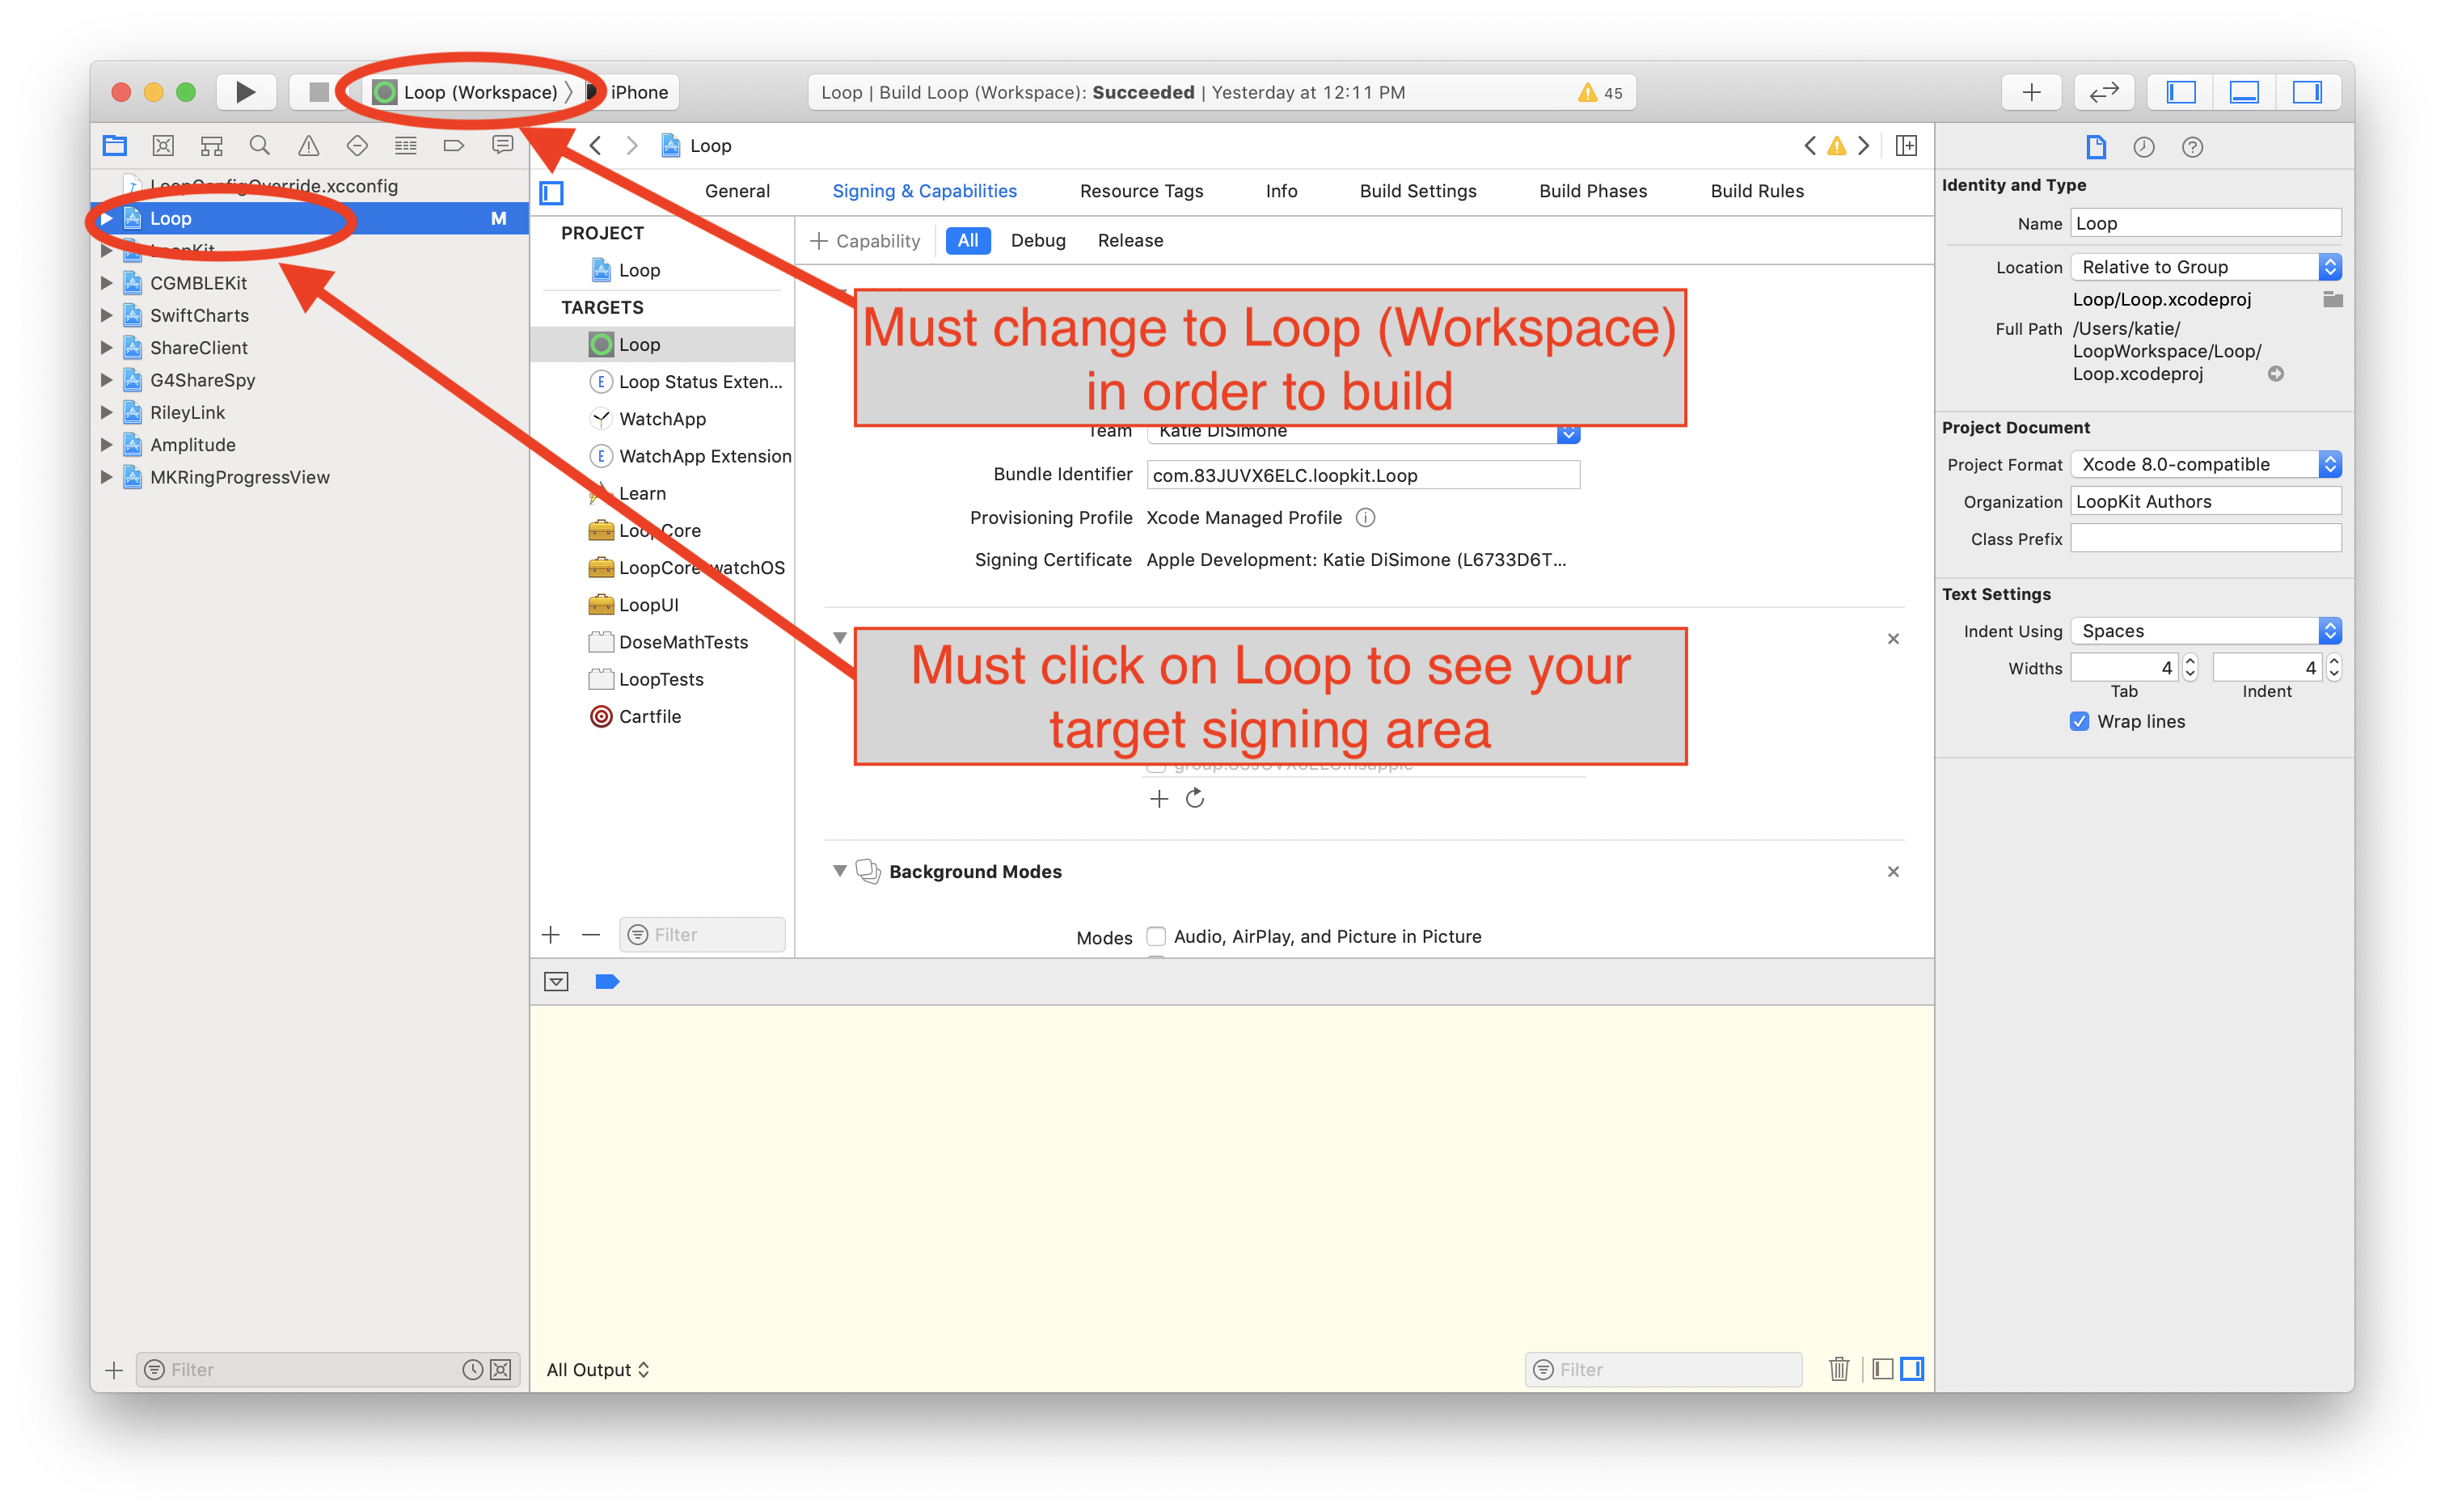 Loop (Workspace) iPhone
Loop | Build Loop (Workspace): Succeeded | Yesterday at 12:11 PM 45
Loop
LoopConfigOverride.xcconfig
Loop M
LoopKit
CGMBLEKit
SwiftCharts
ShareClient
G4ShareSpy
RileyLink
Amplitude
MKRingProgressView
Filter
General Signing & Capabilities Resource Tags Info Build Settings Build Phases Build Rules
PROJECT
Loop
TARGETS
Loop
Loop Status Exten...
WatchApp
WatchApp Extension
Learn
LoopCore
LoopCore-watchOS
LoopUI
DoseMathTests
LoopTests
Cartfile
Filter
Capability All Debug Release
Must change to Loop (Workspace)
in order to build
Team Katie DiSimone
Bundle Identifier com.83JUVX6ELC.loopkit.Loop
Provisioning Profile Xcode Managed Profile
Signing Certificate Apple Development: Katie DiSimone (L6733D6T...
Must click on Loop to see your
target signing area
Background Modes
Modes Audio, AirPlay, and Picture in Picture
All Output Filter
Identity and Type
Name Loop
Location Relative to Group
Loop/Loop.xcodeproj
Full Path /Users/katie/
LoopWorkspace/Loop/
Loop.xcodeproj
Project Document
Project Format Xcode 8.0-compatible
Organization LoopKit Authors
Class Prefix
Text Settings
Indent Using Spaces
Widths 4 4
Tab Indent
Wrap lines